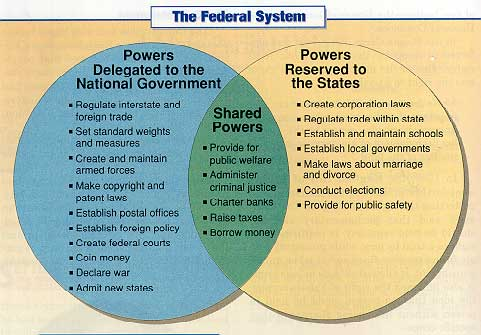 The Federal System
Powers
Delegated to the
National Government
▪ Regulate interstate and
foreign trade
▪ Set standard weights
and measures
▪ Create and maintain
armed forces
▪ Make copyright and
patent laws
▪ Establish postal offices
▪ Establish foreign policy
▪ Create federal courts
▪ Coin money
▪ Declare war
▪ Admit new states
Shared
Powers
▪ Provide for
public welfare
▪ Administer
criminal justice
▪ Charter banks
▪ Raise taxes
▪ Borrow money
Powers
Reserved to
the States
▪ Create corporation laws
▪ Regulate trade within state
▪ Establish and maintain schools
▪ Establish local governments
▪ Make laws about marriage
and divorce
▪ Conduct elections
▪ Provide for public safety